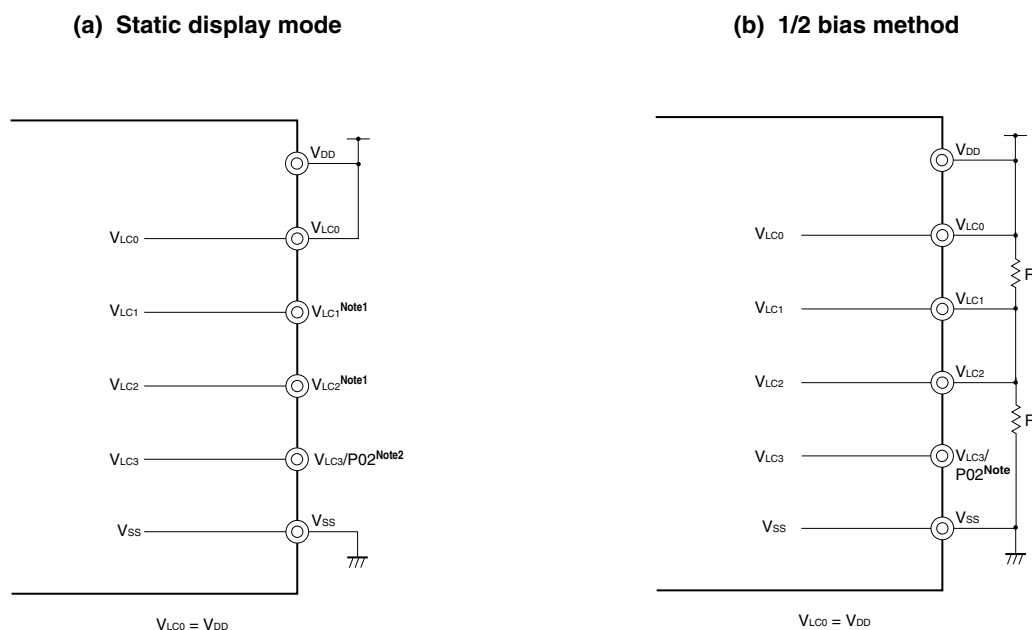 (a) Static display mode
VDD
VLC0
VLC0
VLC1
VLC1Note1
VLC2
VLC2Note1
VLC3
VLC3/P02Note2
VSS
VSS
VLC0 = VDD
(b) 1/2 bias method
VDD
VLC0
VLC0
VLC1
VLC1
VLC2
VLC2
VLC3
VLC3/
P02Note
VSS
VSS
VLC0 = VDD